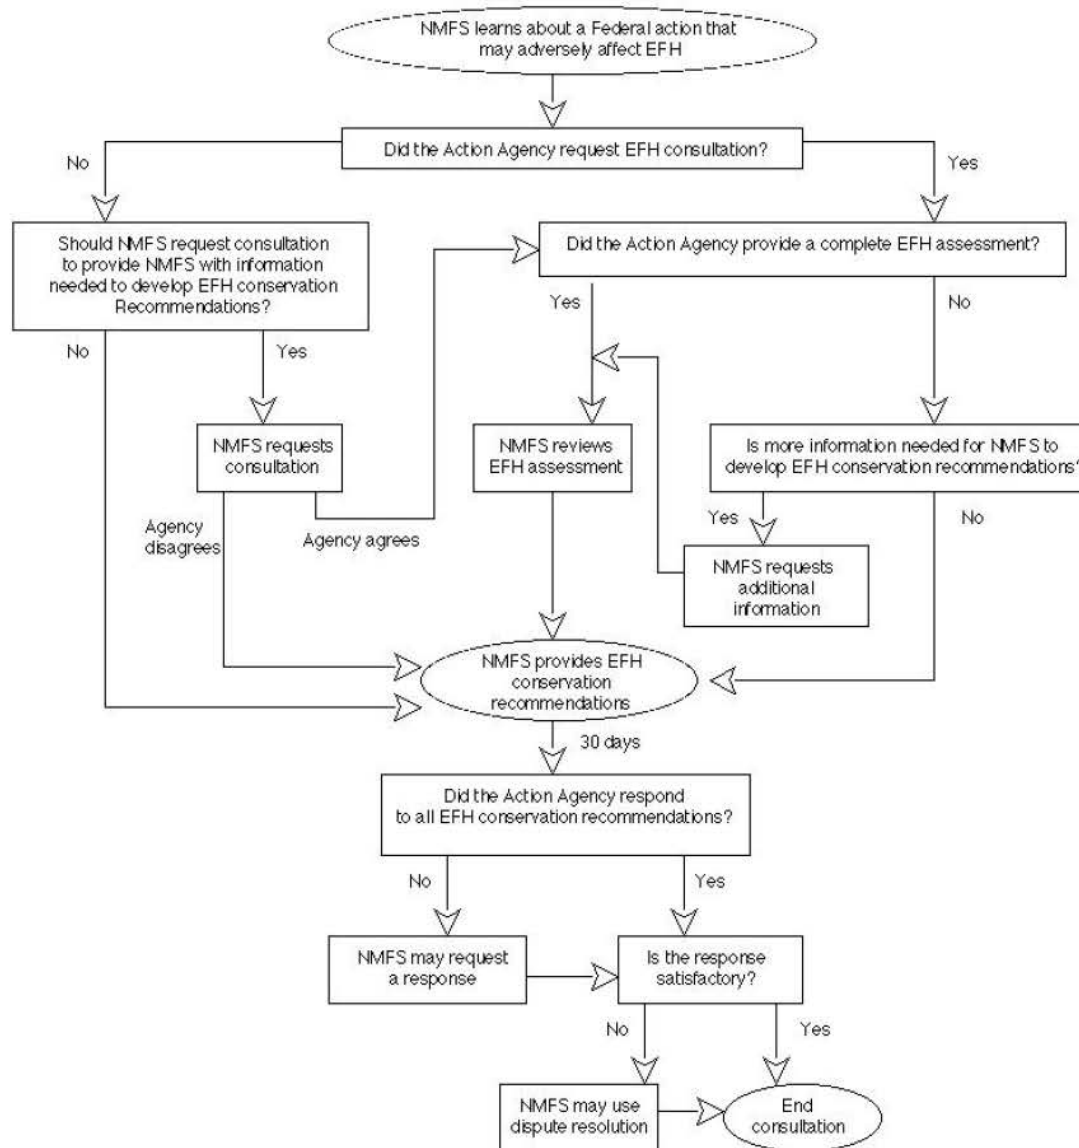 NMFS learns about a Federal action that
may adversely affect EFH
Did the Action Agency request EFH consultation?
No
Yes
Should NMFS request consultation
to provide NMFS with information
needed to develop EFH conservation
Recommendations?
Did the Action Agency provide a complete EFH assessment?
Yes
No
No
Yes
NMFS requests
consultation
NMFS reviews
EFH assessment
Is more information needed for NMFS to
develop EFH conservation recommendations?
Agency
disagrees
Agency agrees
Yes
No
NMFS requests
additional
information
NMFS provides EFH
conservation
recommendations
30 days
Did the Action Agency respond
to all EFH conservation recommendations?
No
Yes
NMFS may request
a response
Is the response
satisfactory?
No
Yes
NMFS may use
dispute resolution
End
consultation